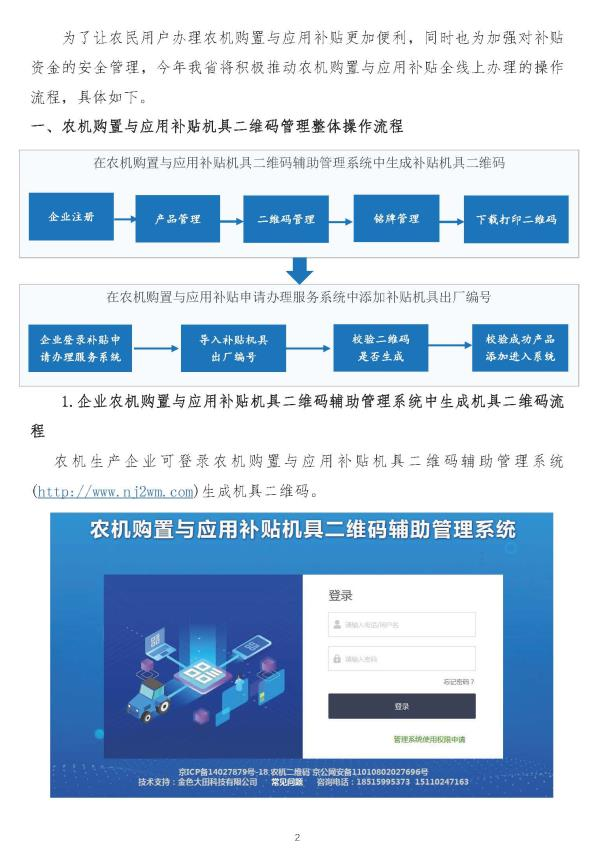 为了让农民用户办理农机购置与应用补贴更加便利，同时也为加强对补贴
资金的安全管理，今年我省将积极推动农机购置与应用补贴全线上办理的操作
流程，具体如下。
一、农机购置与应用补贴机具二维码管理整体操作流程
在农机购置与应用补贴机具二维码辅助管理系统中生成补贴机具二维码
企业注册
产品管理
二维码管理
铭牌管理
下载打印二维码
在农机购置与应用补贴申请办理服务系统中添加补贴机具出厂编号
企业登录补贴申
请办理服务系统
导入补贴机具
出厂编号
校验二维码
是否生成
校验成功产品
添加进入系统
1.企业农机购置与应用补贴机具二维码辅助管理系统中生成机具二维码流
程
农机生产企业可登录农机购置与应用补贴机具二维码辅助管理系统
(http://www.nj2wm.com)生成机具二维码。
农机购置与应用补贴机具二维码辅助管理系统
登录
请输入电话/用户名
请输入密码
忘记密码？
登录
管理系统使用权限申请
京ICP备14027879号-18 农机二维码 京公网安备11010802027696号
技术支持：金色大田科技有限公司 常见问题 咨询电话：18515995373 15110247163
2